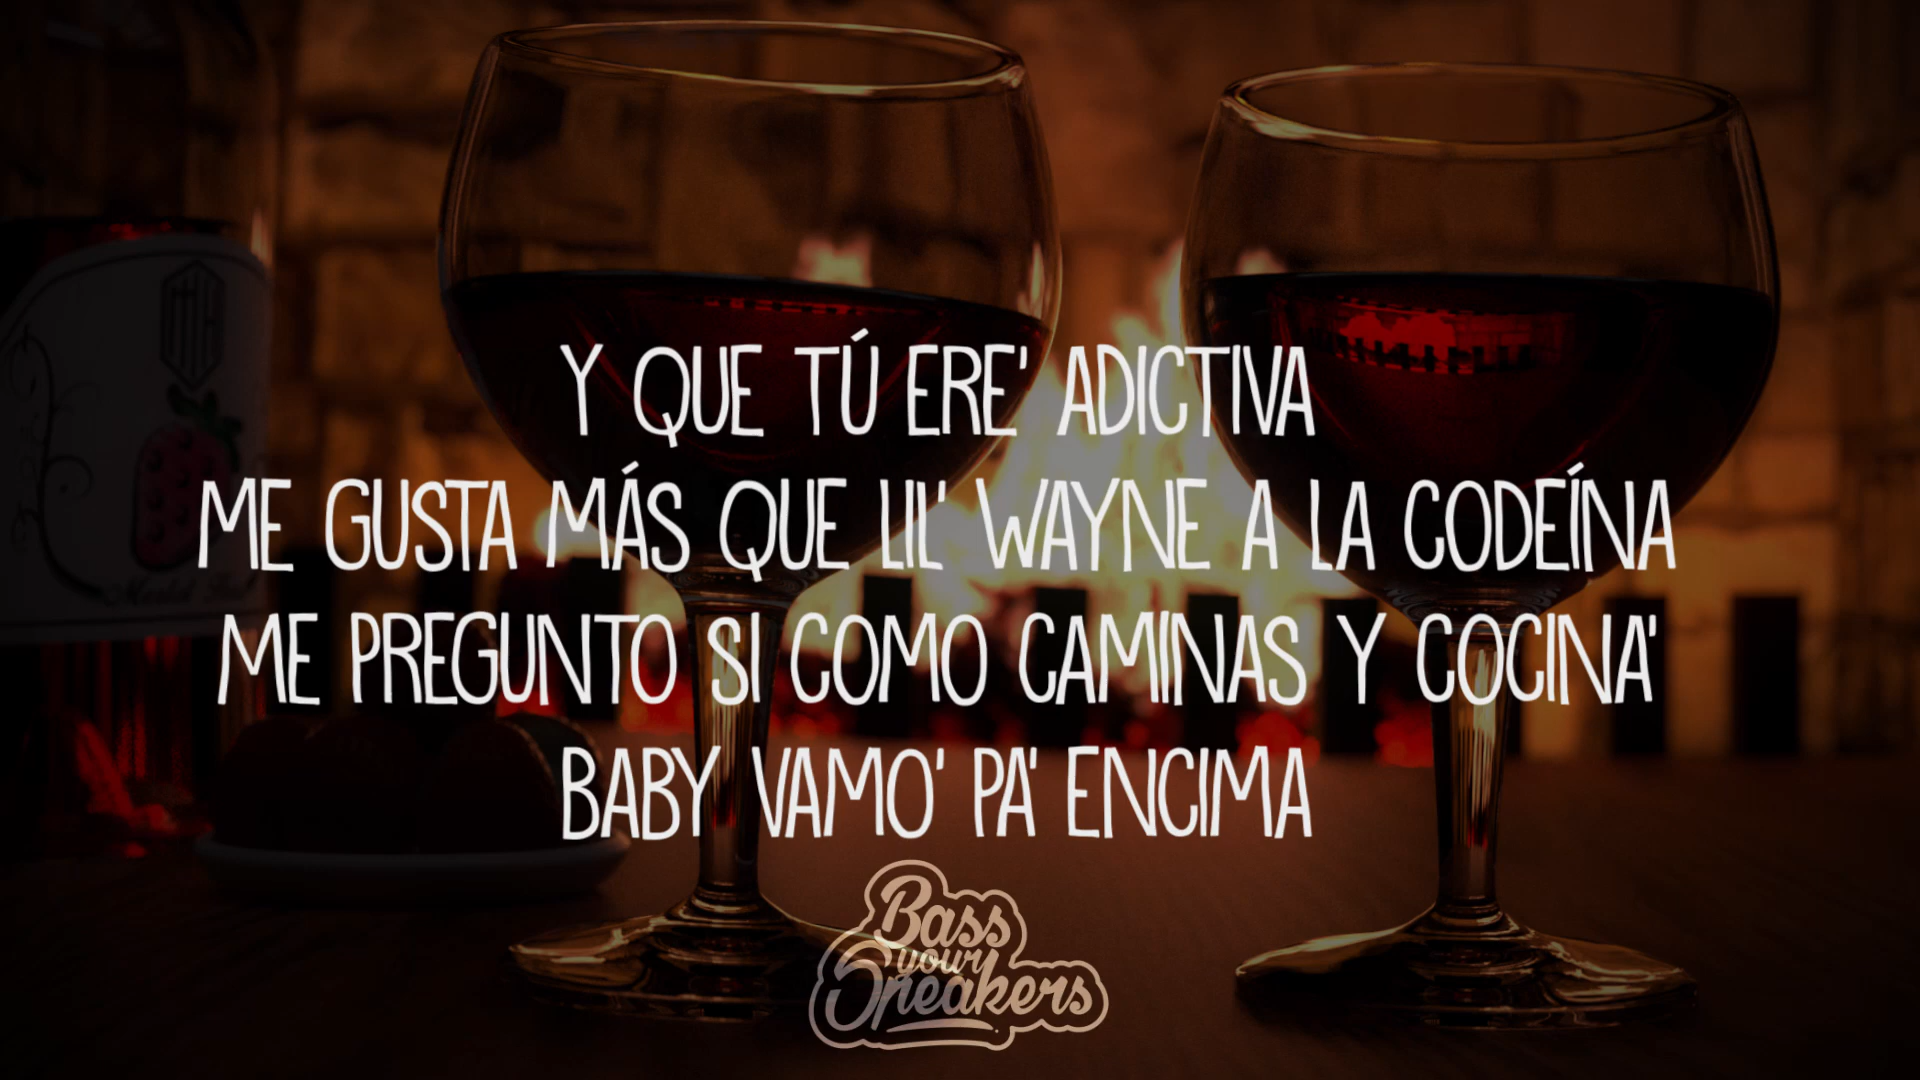 Y QUE TÚ ERE' ADICTIVA
ME GUSTA MÁS QUE LIL' WAYNE A LA CODEÍNA
ME PREGUNTO SI COMO CAMINAS Y COCINA'
BABY VAMO' PA' ENCIMA
Bass
your
Sneakers